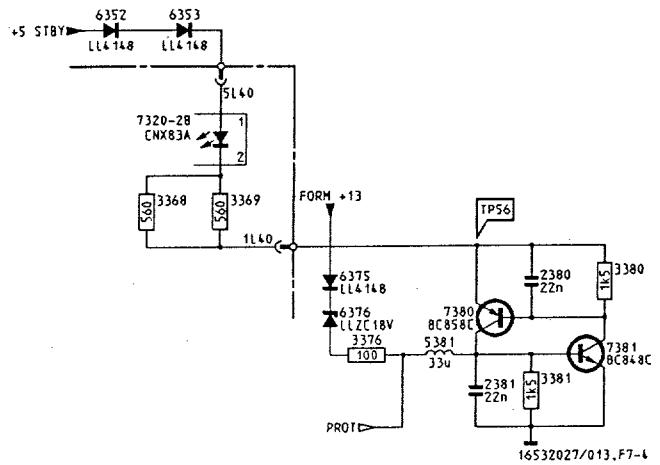 6352
6353
+5 STBY
LL4148
LL4148
5L40
7320-2B
CNX83A
1
2
560
3368
560
3369
FORM +13
1L40
TP56
6375
LL4148
2380
22n
3380
1k5
6376
LLZC18V
7380
BC858C
3376
100
5381
33u
7381
BC848C
2381
22n
3381
1k5
PROT
16532027/013.F7-4